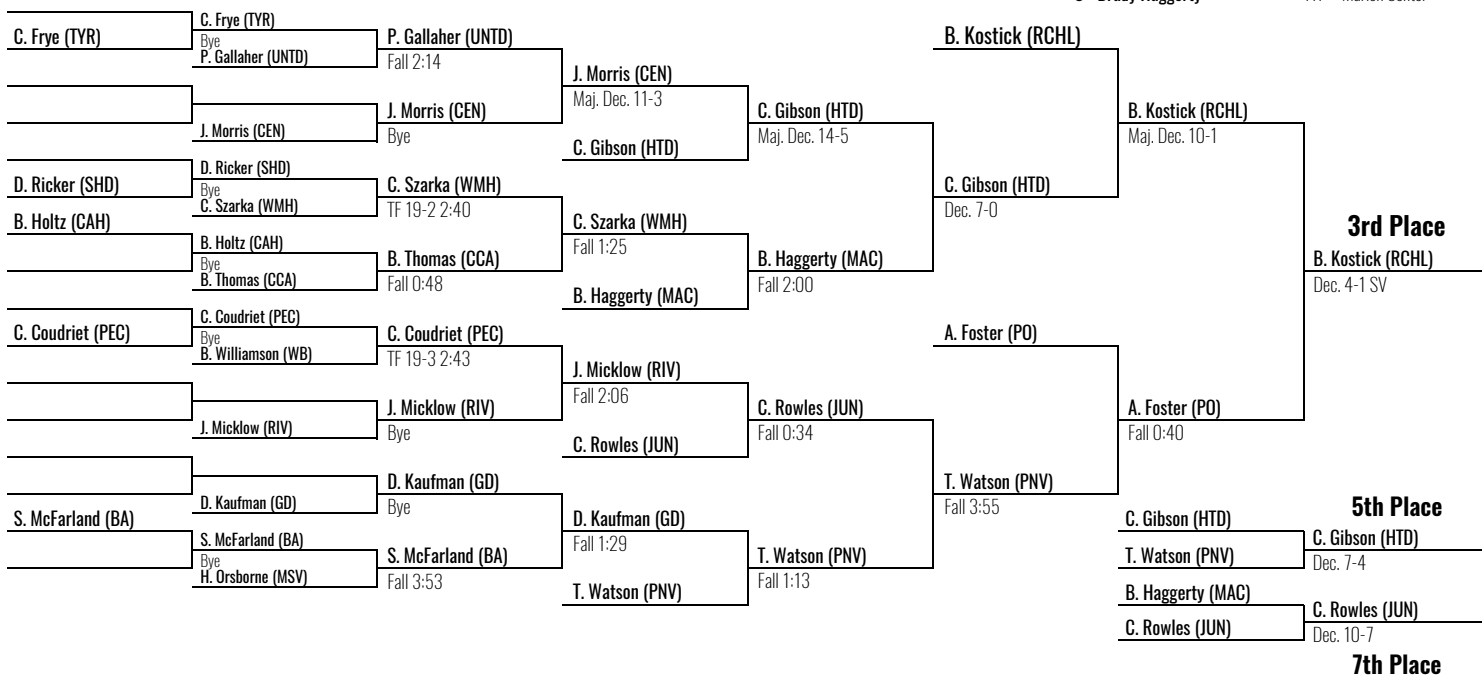 Brady Haggerty
Marion Center
C. Frye (TYR)
D. Ricker (SHD)
B. Holtz (CAH)
C. Coudriet (PEC)
S. McFarland (BA)
C. Frye (TYR)
Bye
P. Gallaher (UNTD)
J. Morris (CEN)
D. Ricker (SHD)
Bye
C. Szarka (WMH)
B. Holtz (CAH)
Bye
B. Thomas (CCA)
C. Coudriet (PEC)
Bye
B. Williamson (WB)
J. Micklow (RIV)
D. Kaufman (GD)
S. McFarland (BA)
Bye
H. Orsborne (MSV)
P. Gallaher (UNTD)
Fall 2:14
J. Morris (CEN)
Bye
C. Szarka (WMH)
TF 19-2 2:40
B. Thomas (CCA)
Fall 0:48
C. Coudriet (PEC)
TF 19-3 2:43
J. Micklow (RIV)
Bye
D. Kaufman (GD)
Bye
S. McFarland (BA)
Fall 3:53
J. Morris (CEN)
Maj. Dec. 11-3
C. Gibson (HTD)
C. Szarka (WMH)
Fall 1:25
B. Haggerty (MAC)
J. Micklow (RIV)
Fall 2:06
C. Rowles (JUN)
D. Kaufman (GD)
Fall 1:29
T. Watson (PNV)
C. Gibson (HTD)
Maj. Dec. 14-5
B. Haggerty (MAC)
Fall 2:00
C. Rowles (JUN)
Fall 0:34
T. Watson (PNV)
Fall 1:13
B. Kostick (RCHL)
C. Gibson (HTD)
Dec. 7-0
A. Foster (PO)
T. Watson (PNV)
Fall 3:55
B. Kostick (RCHL)
Maj. Dec. 10-1
A. Foster (PO)
Fall 0:40
3rd Place
B. Kostick (RCHL)
Dec. 4-1 SV
C. Gibson (HTD)
T. Watson (PNV)
5th Place
C. Gibson (HTD)
Dec. 7-4
B. Haggerty (MAC)
C. Rowles (JUN)
C. Rowles (JUN)
Dec. 10-7
7th Place